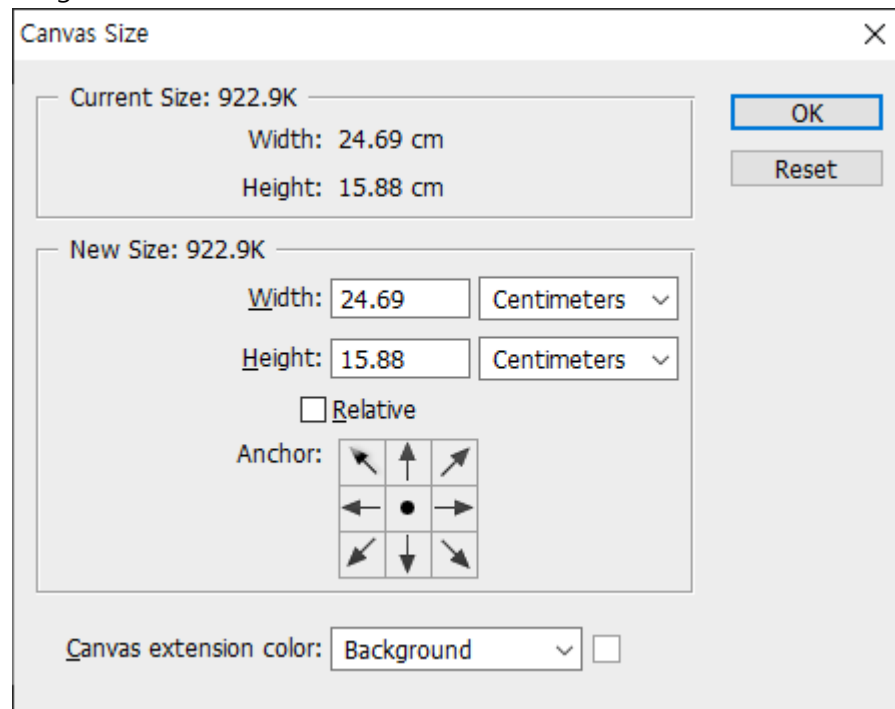 Canvas Size
Current Size: 922.9K
OK
Width: 24.69 cm
Reset
Height: 15.88 cm
New Size: 922.9K
Width: 24.69 Centimeters
Height: 15.88 Centimeters
Relative
Anchor:
Canvas extension color: Background